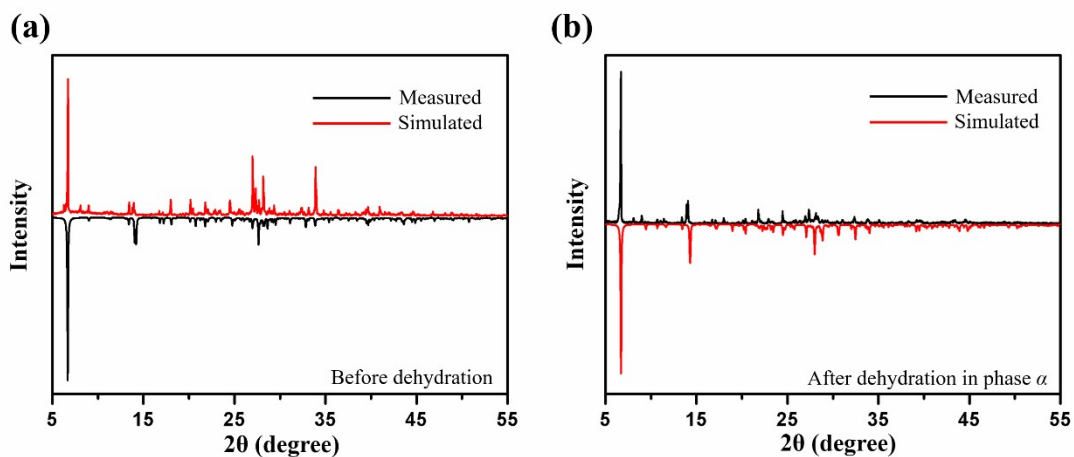 (a)
Intensity
Measured
Simulated
Before dehydration
5 15 25 35 45 55
2θ (degree)
(b)
Intensity
Measured
Simulated
After dehydration in phase α
5 15 25 35 45 55
2θ (degree)